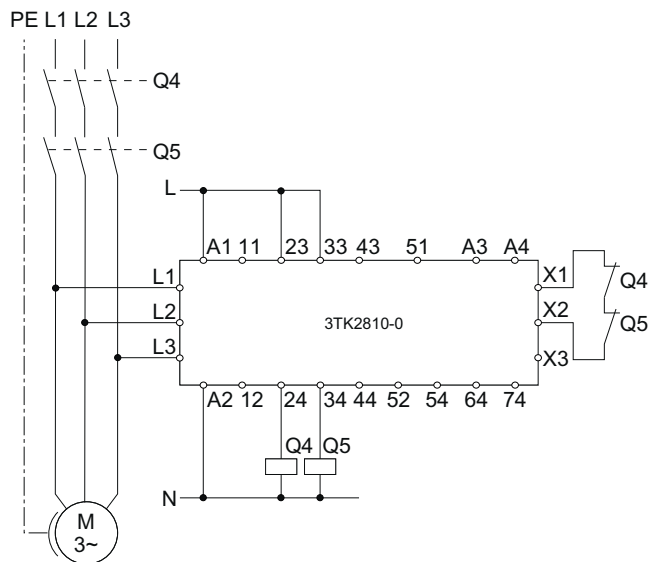 PE L1 L2 L3
Q4
Q5
L
A1 11 23 33 43 51 A3 A4
L1 X1 Q4
L2 3TK2810-0 X2 Q5
L3 X3
A2 12 24 34 44 52 54 64 74
Q4 Q5
N
M
3~